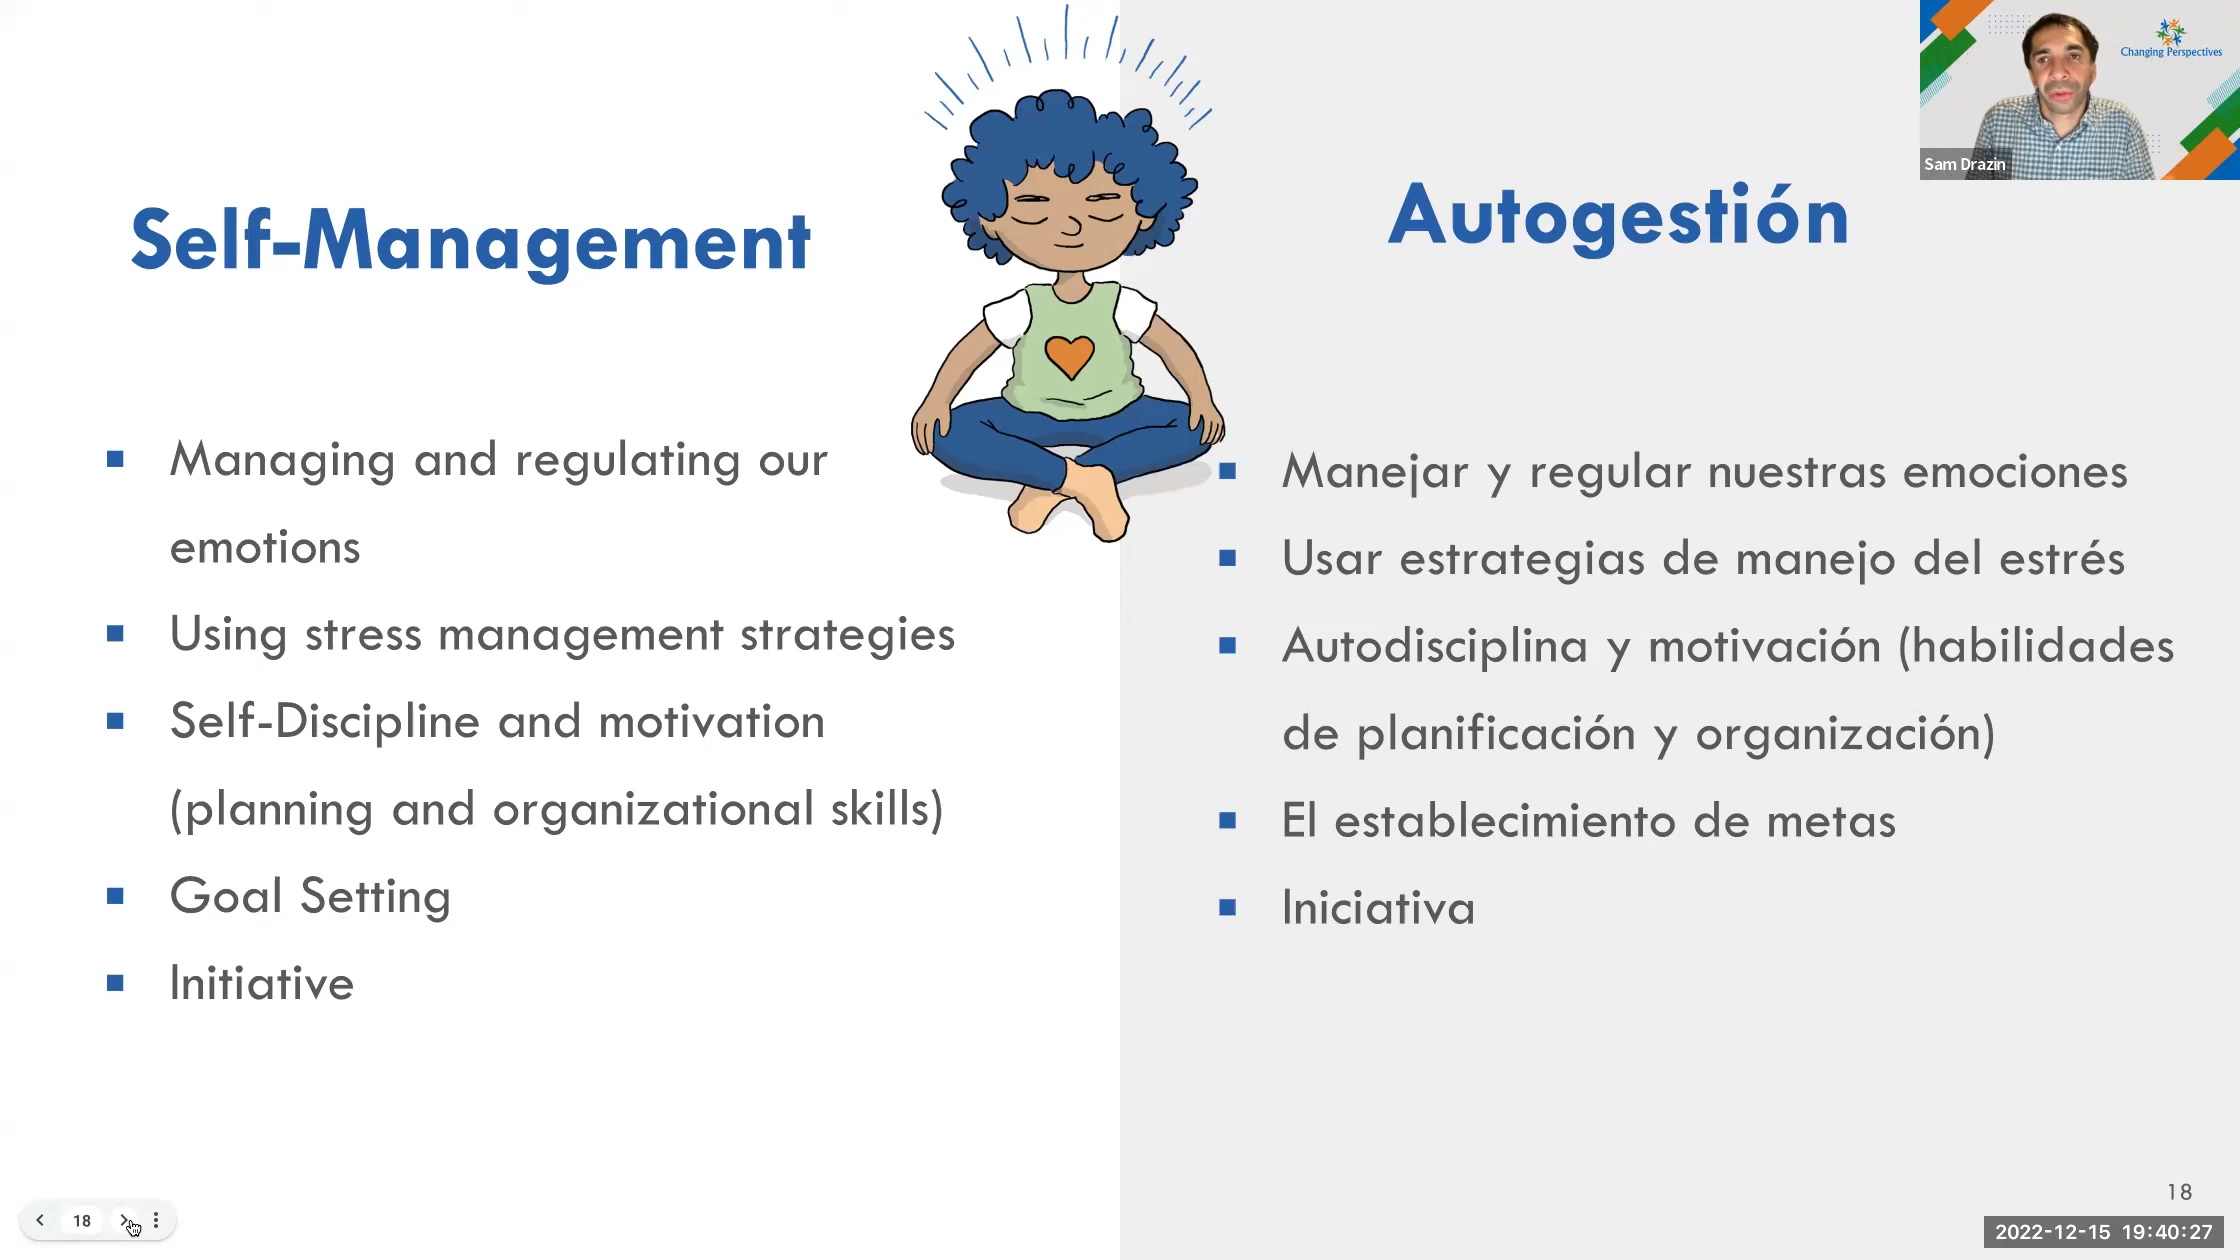 Self-Management
Managing and regulating our
emotions
Using stress management strategies
Self-Discipline and motivation
(planning and organizational skills)
Goal Setting
Initiative
Autogestión
Manejar y regular nuestras emociones
Usar estrategias de manejo del estrés
Autodisciplina y motivación (habilidades
de planificación y organización)
El establecimiento de metas
Iniciativa
Changing Perspectives
Sam Drazin
18
18
2022-12-15 19:40:27